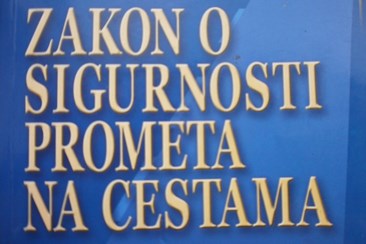 ZAKON O
SIGURNOSTI
PROMETA
NA CESTAMA